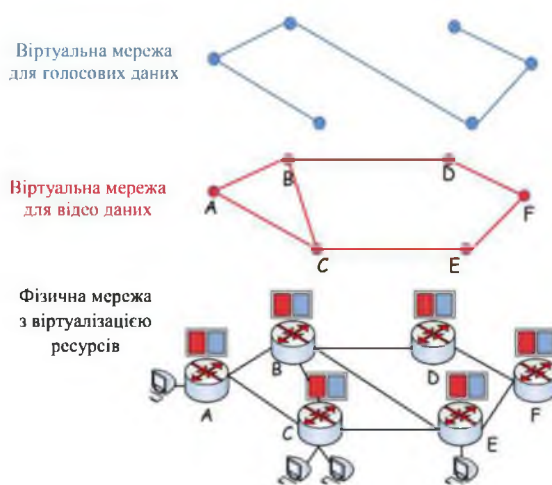 Віртуальна мережа
для голосових даних
Віртуальна мережа
для відео даних
A
B
D
F
C
E
Фізична мережа
з віртуалізацією
ресурсів
A
B
D
F
C
E